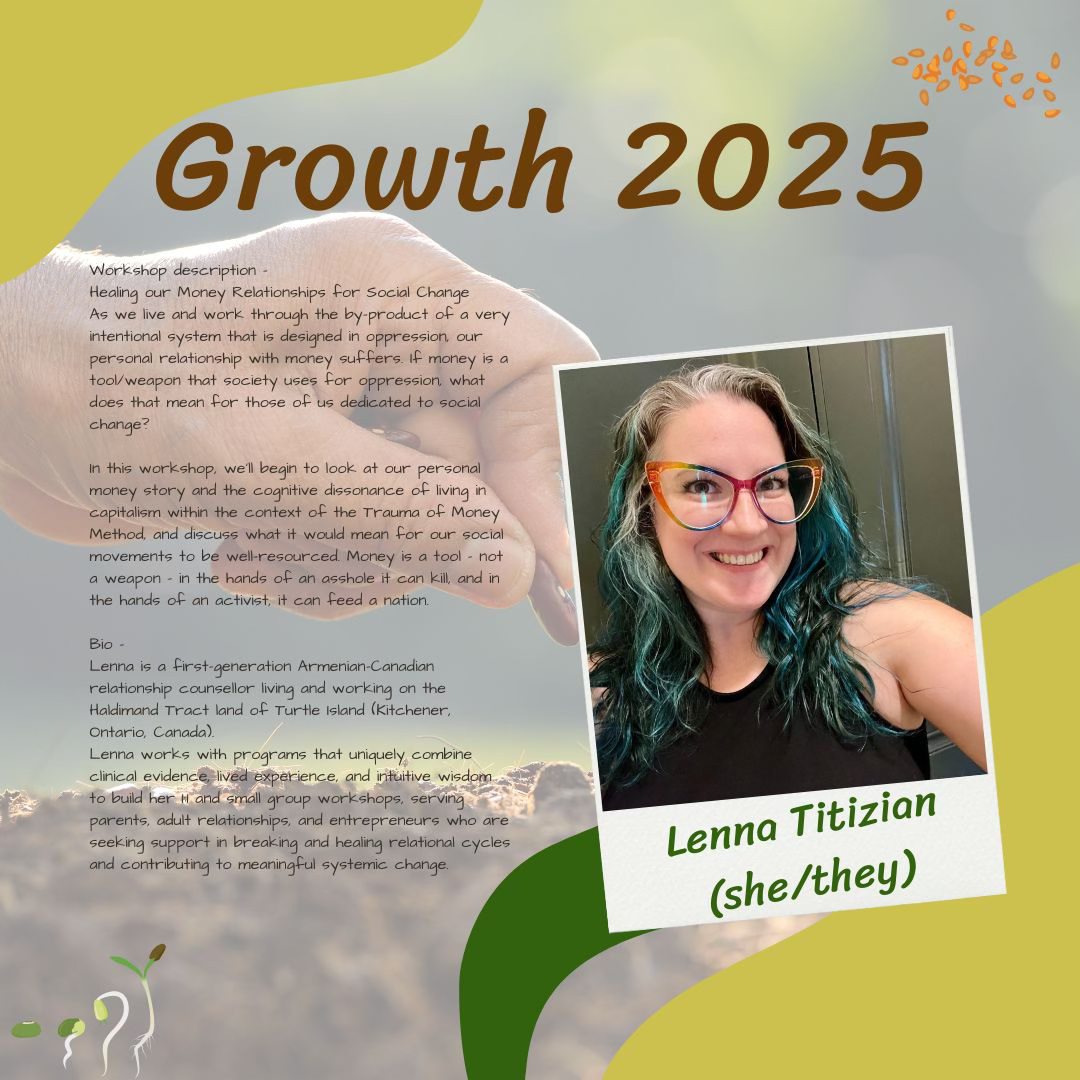 Growth 2025
Workshop description -
Healing our Money Relationships for Social Change
As we live and work through the by-product of a very
intentional system that is designed in oppression, our
personal relationship with money suffers. If money is a
tool/weapon that society uses for oppression, what
does that mean for those of us dedicated to social
change?
In this workshop, we'll begin to look at our personal
money story and the cognitive dissonance of living in
capitalism within the context of the Trauma of Money
Method, and discuss what it would mean for our social
movements to be well-resourced. Money is a tool - not
a weapon - in the hands of an asshole it can kill, and in
the hands of an activist, it can feed a nation.
Bio -
Lenna is a first-generation Armenian-Canadian
relationship counsellor living and working on the
Haldimand Tract land of Turtle Island (Kitchener,
Ontario, Canada).
Lenna works with programs that uniquely combine
clinical evidence, lived experience, and intuitive wisdom
to build her 1:1 and small group workshops, serving
parents, adult relationships, and entrepreneurs who are
seeking support in breaking and healing relational cycles
and contributing to meaningful systemic change.
Lenna Titizian
(she/they)